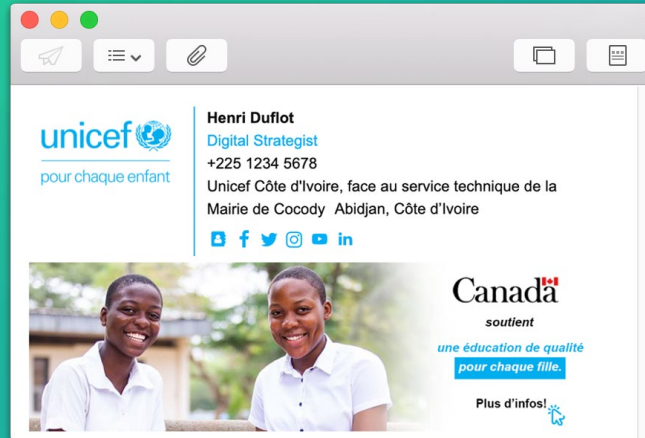 unicef
pour chaque enfant
Henri Duflot
Digital Strategist
+225 1234 5678
Unicef Côte d'Ivoire, face au service technique de la
Mairie de Cocody Abidjan, Côte d'Ivoire
Canada
soutient
une éducation de qualité
pour chaque fille.
Plus d'infos!